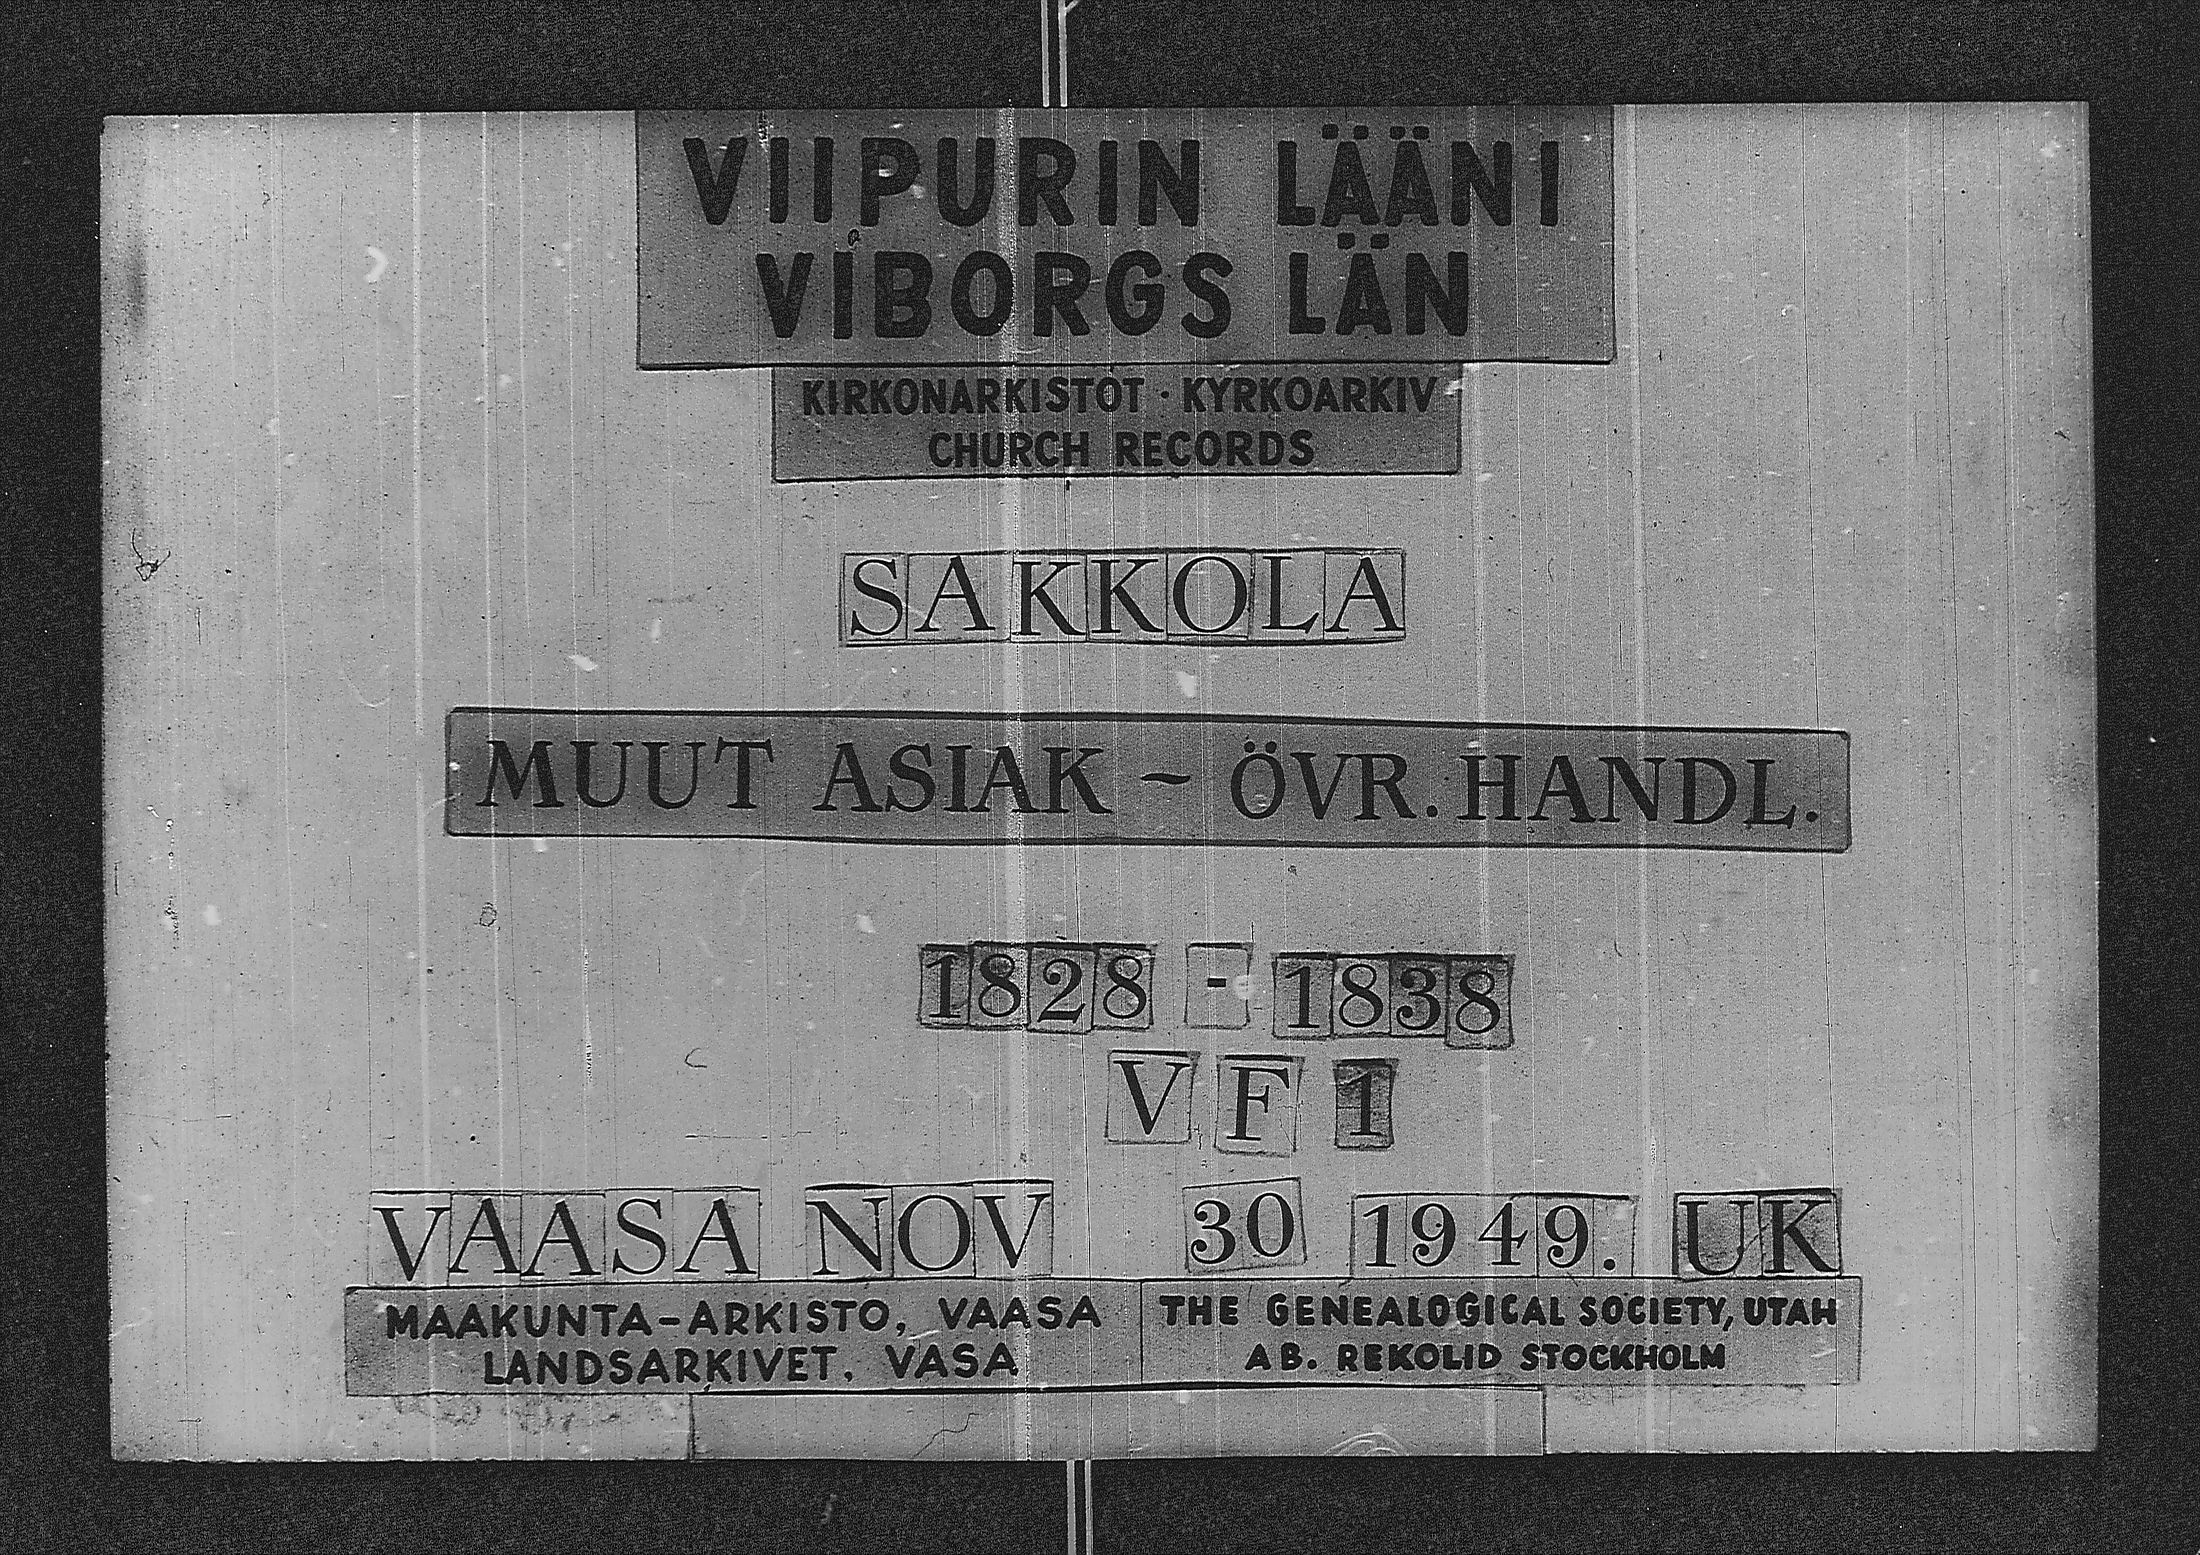 VIIPURIN LÄÄNI
VIBORGS LÄN
KIRKONARKISTOT · KYRKOARKIV
CHURCH RECORDS
SAKKOLA
MUUT ASIAK ~ ÖVR. HANDL.
1828 - 1838
V F 1
VAASA NOV 30 1949. UK
MAAKUNTA-ARKISTO, VAASA
LANDSARKIVET, VASA
THE GENEALOGICAL SOCIETY, UTAH
AB. REKOLID STOCKHOLM